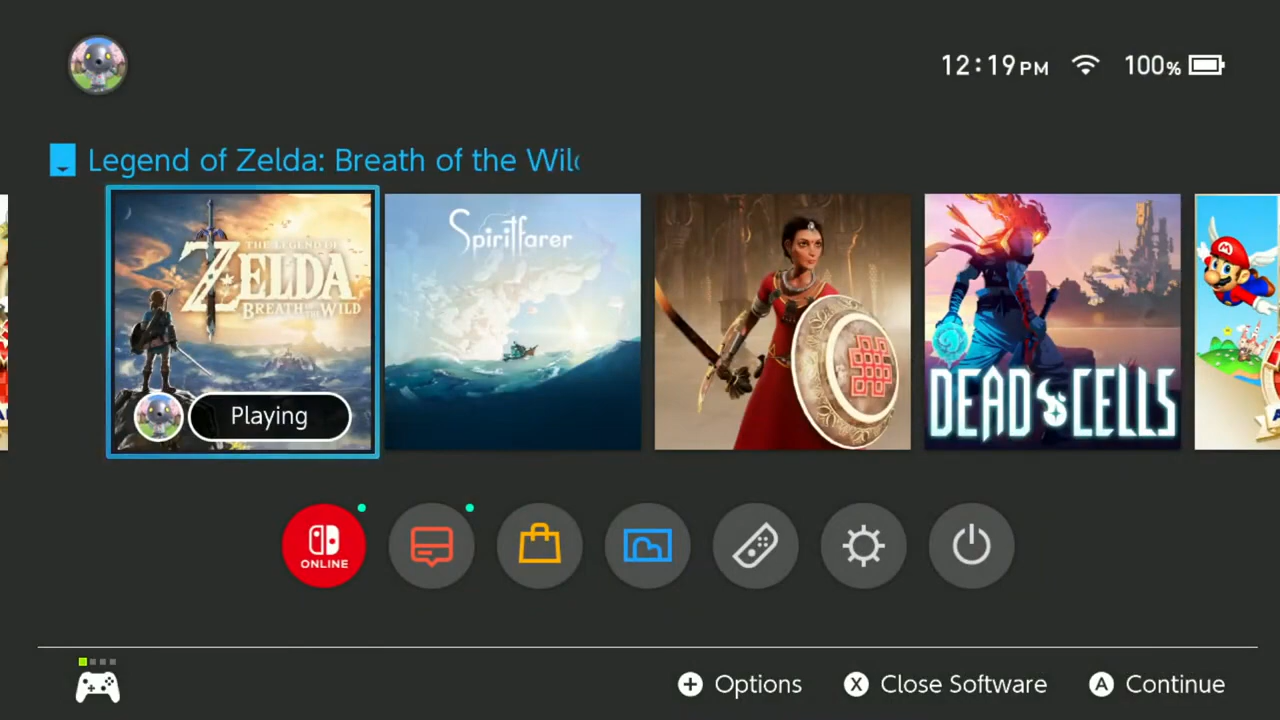 12:19 PM
100%
Legend of Zelda: Breath of the Wil
THE LEGEND OF
ZELDA
BREATH OF THE WILD
Playing
Spiritfarer
DEAD CELLS
ONLINE
+ Options
X Close Software
A Continue